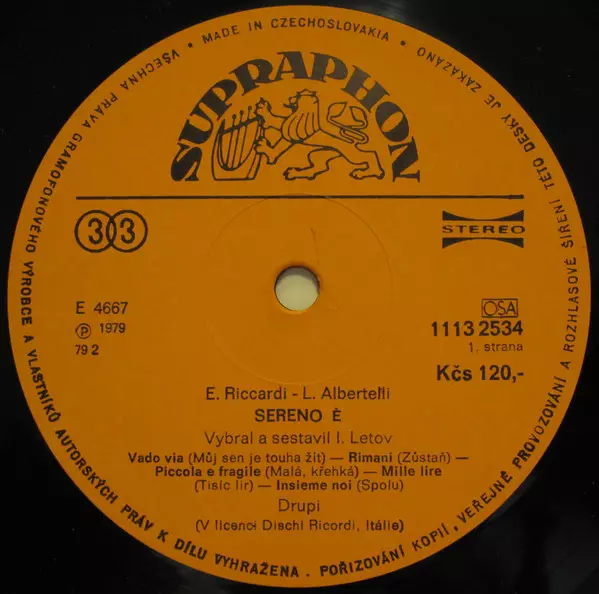 VŠECHNA PRÁVA GRAMOFONOVÉHO VÝROBCE A VLASTNÍKŮ AUTORSKÝCH PRÁV K DÍLU VYHRAŽENA. POŘIZOVÁNÍ KOPIÍ, VEŘEJNÉ PROVOZOVÁNÍ A ROZHLASOVÉ ŠÍŘENÍ TÉTO DESKY JE ZAKÁZÁNO
• MADE IN CZECHOSLOVAKIA •
SUPRAPHON
33
STEREO
E 4667
OSA
℗ 1979
1113 2534
79 2
1. strana
Kčs 120,-
E. Riccardi - L. Albertelli
SERENO È
Vybral a sestavil I. Letov
Vado via (Můj sen je touha žít) — Rimani (Zůstaň) —
Piccola e fragile (Malá, křehká) — Mille lire
(Tisíc lir) — Insieme noi (Spolu)
Drupi
(V licenci Dischi Ricordi, Itálie)